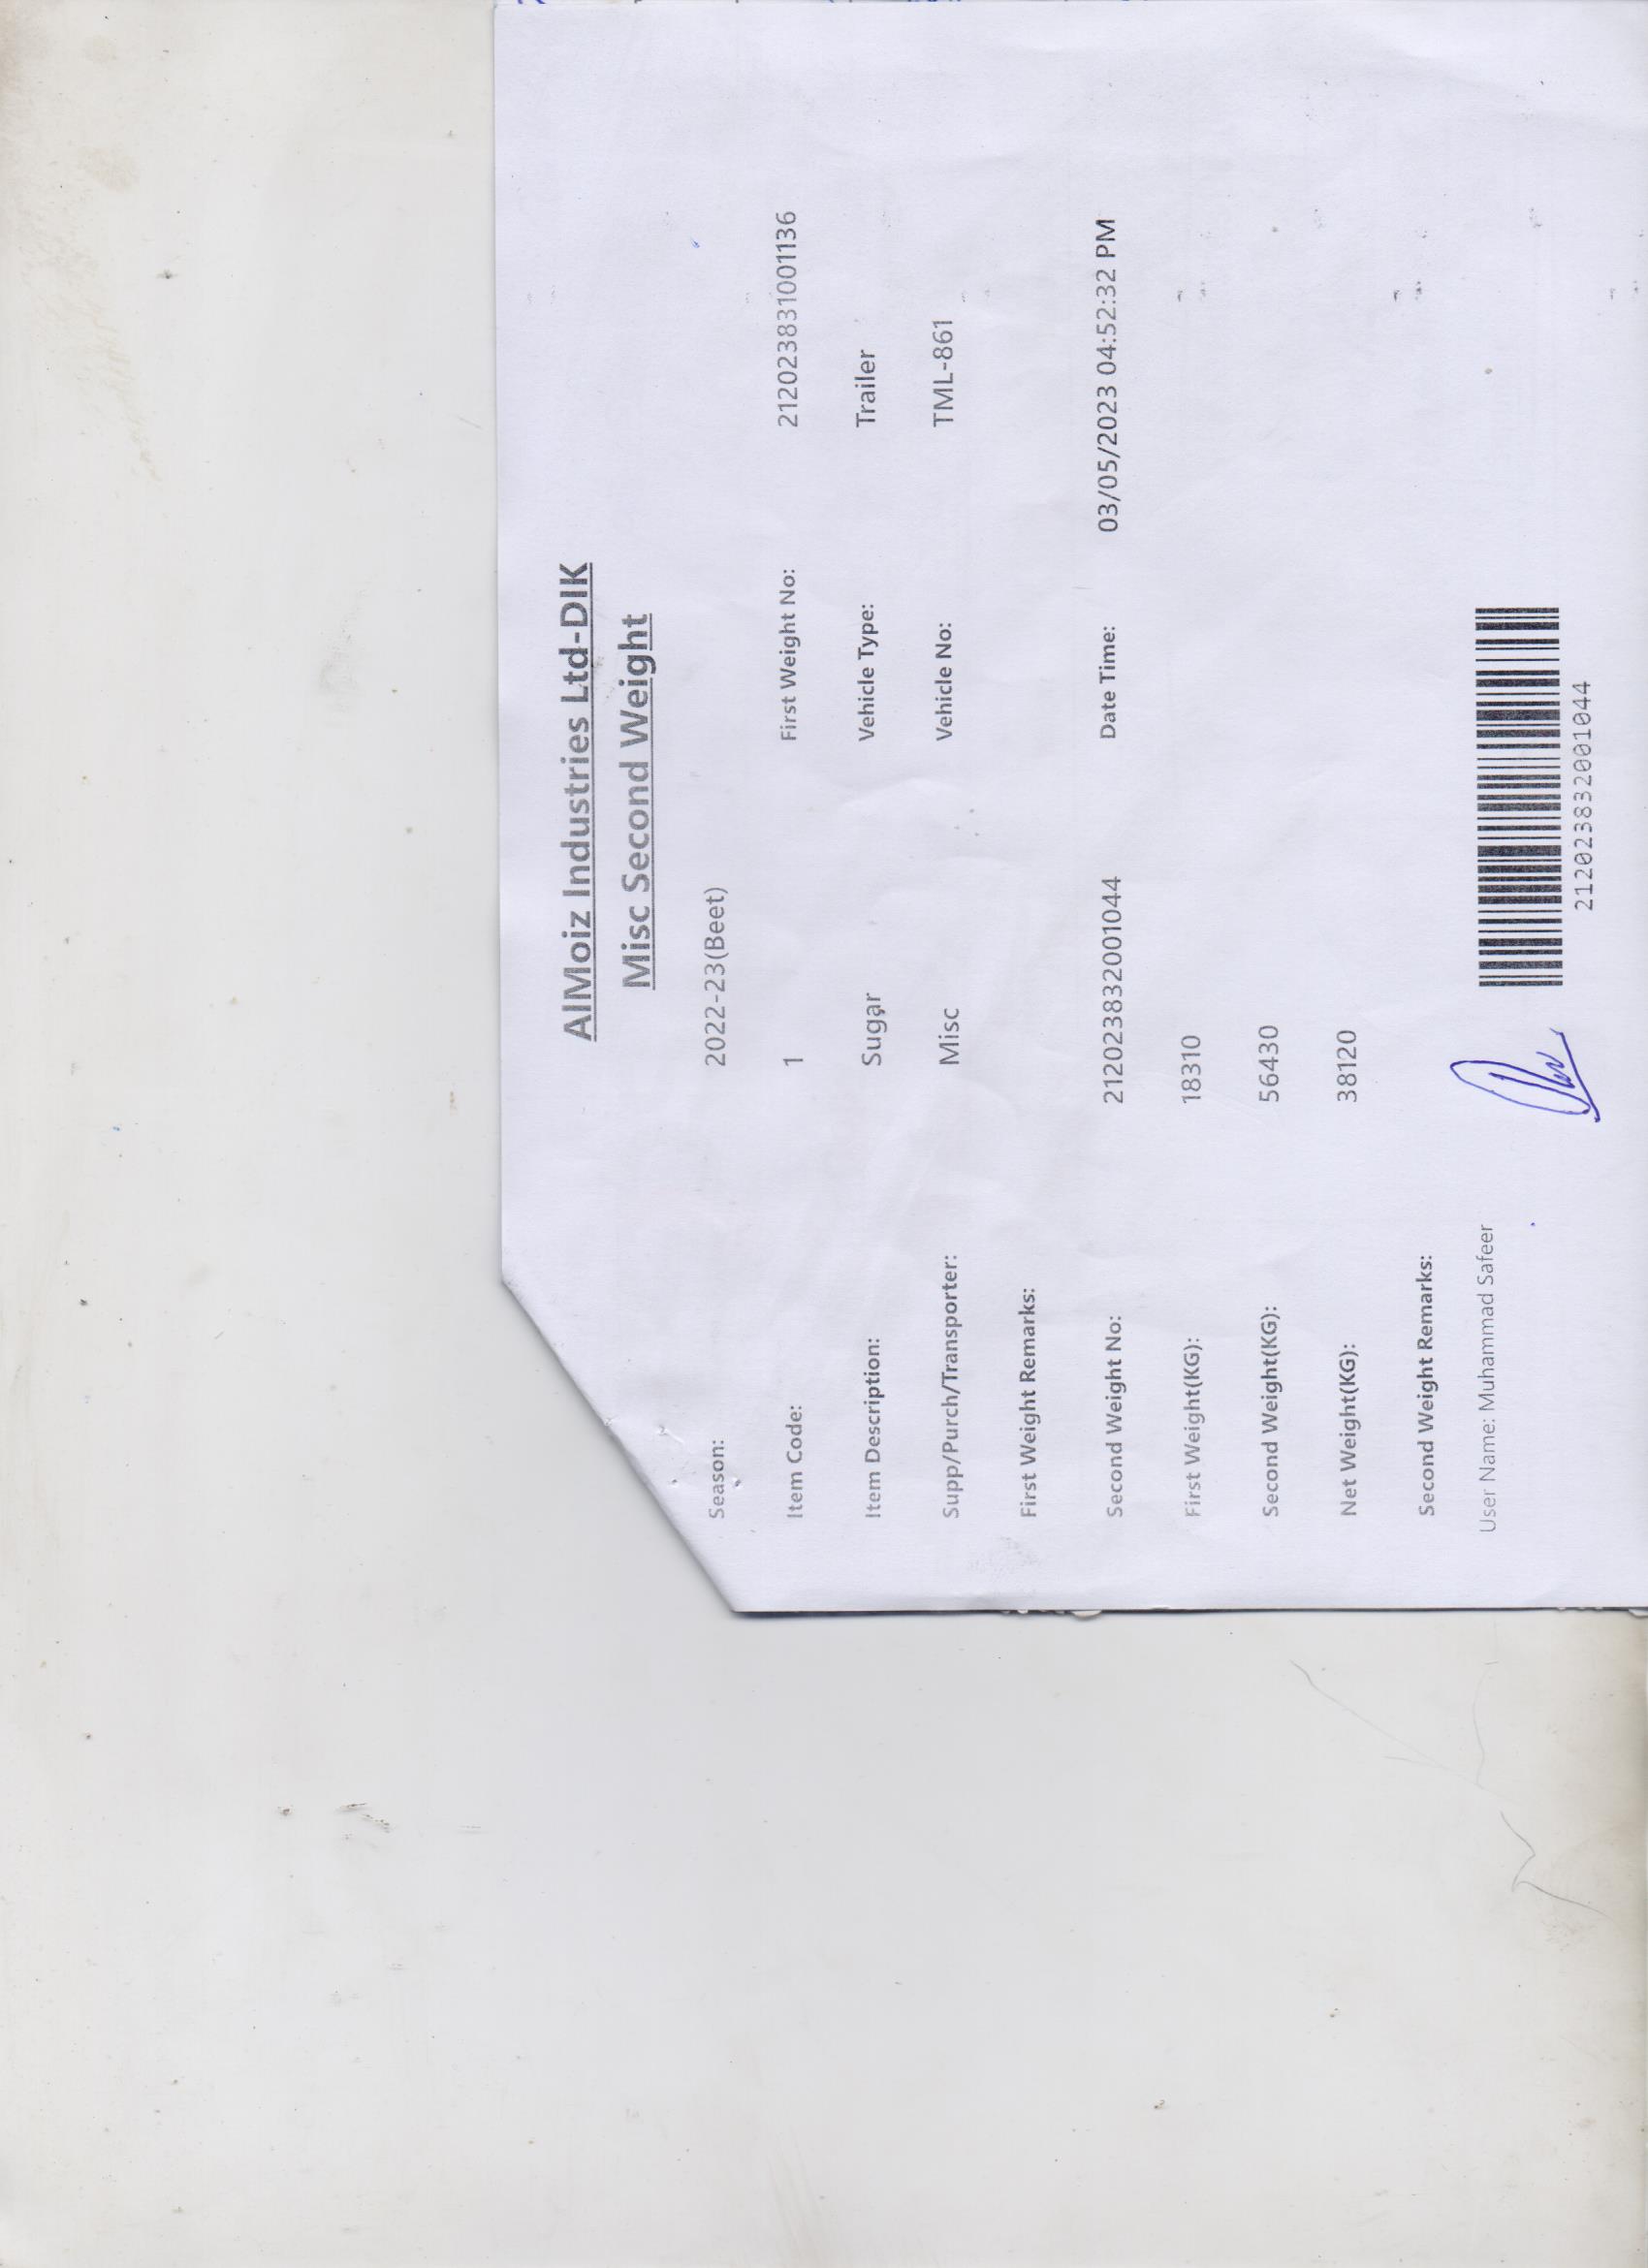 AlMoiz Industries Ltd-DIK
Misc Second Weight
Season: 2022-23(Beet)
Item Code: 1 First Weight No: 2120238310011​36
Item Description: Sugar Vehicle Type: Trailer
Supp/Purch/Transporter: Misc Vehicle No: TML-861
First Weight Remarks:
Second Weight No: 212023832001044 Date Time: 03/05/2023 04:52:32 PM
First Weight(KG): 18310
Second Weight(KG): 56430
Net Weight(KG): 38120
Second Weight Remarks:
User Name: Muhammad Safeer
212023832001044